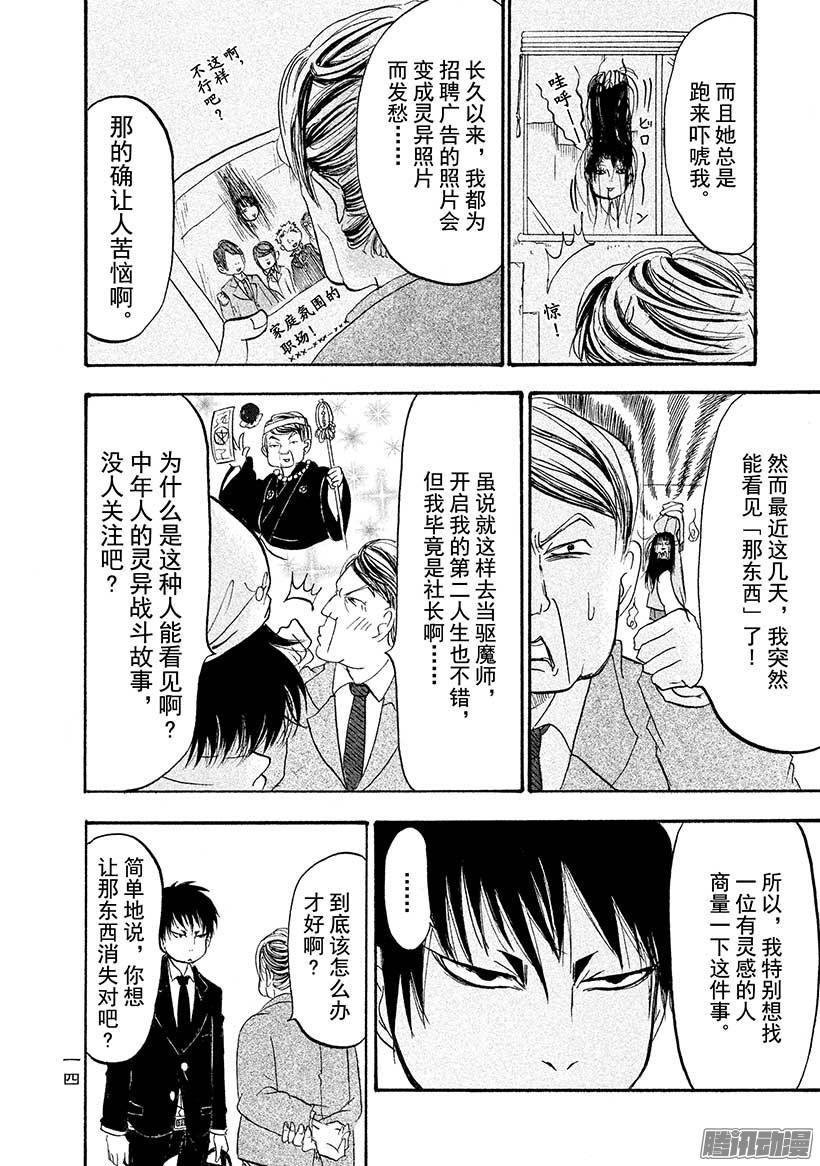 而且她总是
跑来吓唬我。
哇呼—
ビロ
ン
惊！
长久以来，我都为
招聘广告的照片会
变成灵异照片
而发愁……
啊，
不这样
行吧？
那的确让人苦恼啊。
家庭氛围的
职场！
xxx-xx-xx...
然而最近这几天，我突然
能看见「那东西」了！
虽说就这样去当驱魔师，
开启我的第二人生也不错，
但我毕竟是社长啊……
为什么是这种人能看见啊？
中年人的灵异战斗故事，
没人关注吧？
所以，我特别想找
一位有灵感的人
商量一下这件事。
……
到底该怎么办
才好啊？
简单地说，你想
让那东西消失对吧？
一四
腾讯动漫